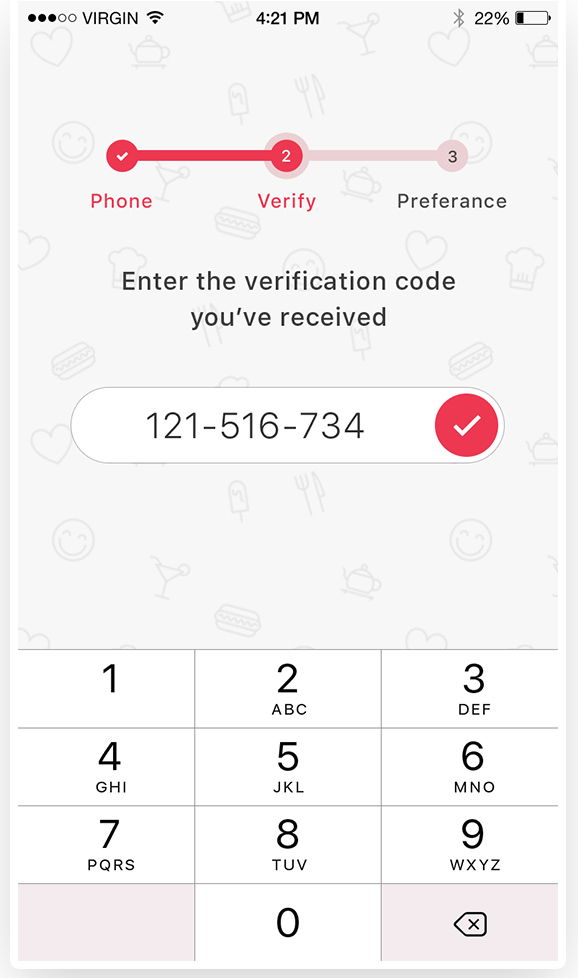 VIRGIN 4:21 PM 22%
2 3
Phone Verify Preferance
Enter the verification code
you've received
121-516-734
1 2 3
ABC DEF
4 5 6
GHI JKL MNO
7 8 9
PQRS TUV WXYZ
0